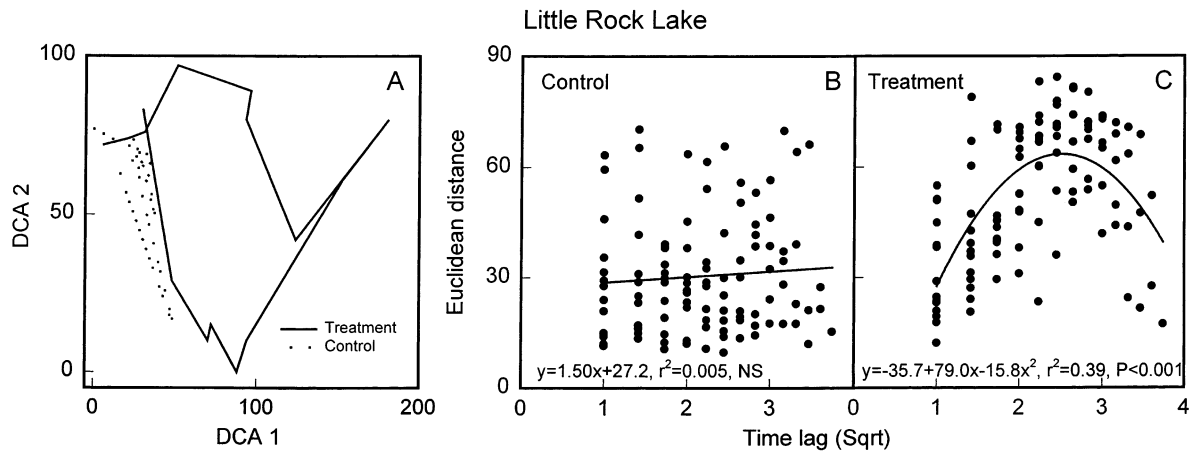 Little Rock Lake
A
100
50
0
DCA 2
Treatment
Control
0 100 200
DCA 1
B
Control
90
60
30
0
Euclidean distance
y=1.50x+27.2, r²=0.005, NS
0 1 2 3
C
Treatment
y=-35.7+79.0x-15.8x², r²=0.39, P<0.001
0 1 2 3 4
Time lag (Sqrt)